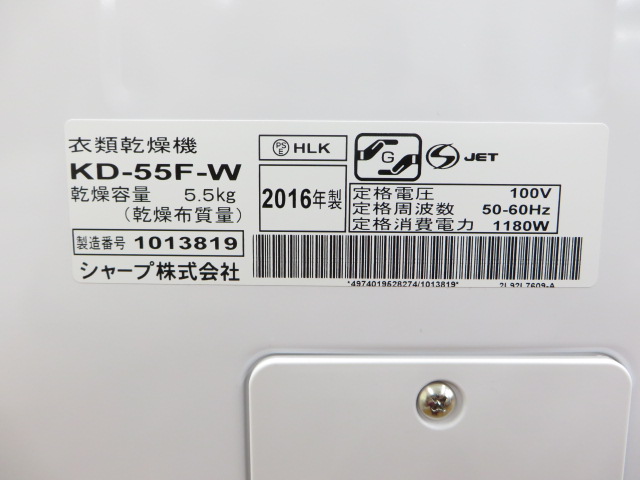 衣類乾燥機
KD-55F-W
乾燥容量 5.5kg
(乾燥布質量)
製造番号 1013819
シャープ株式会社
PS
E HLK
2016年製
G
JET
定格電圧 100V
定格周波数 50-60Hz
定格消費電力 1180W
*4974019528274/1013819*
2L92L7609-A